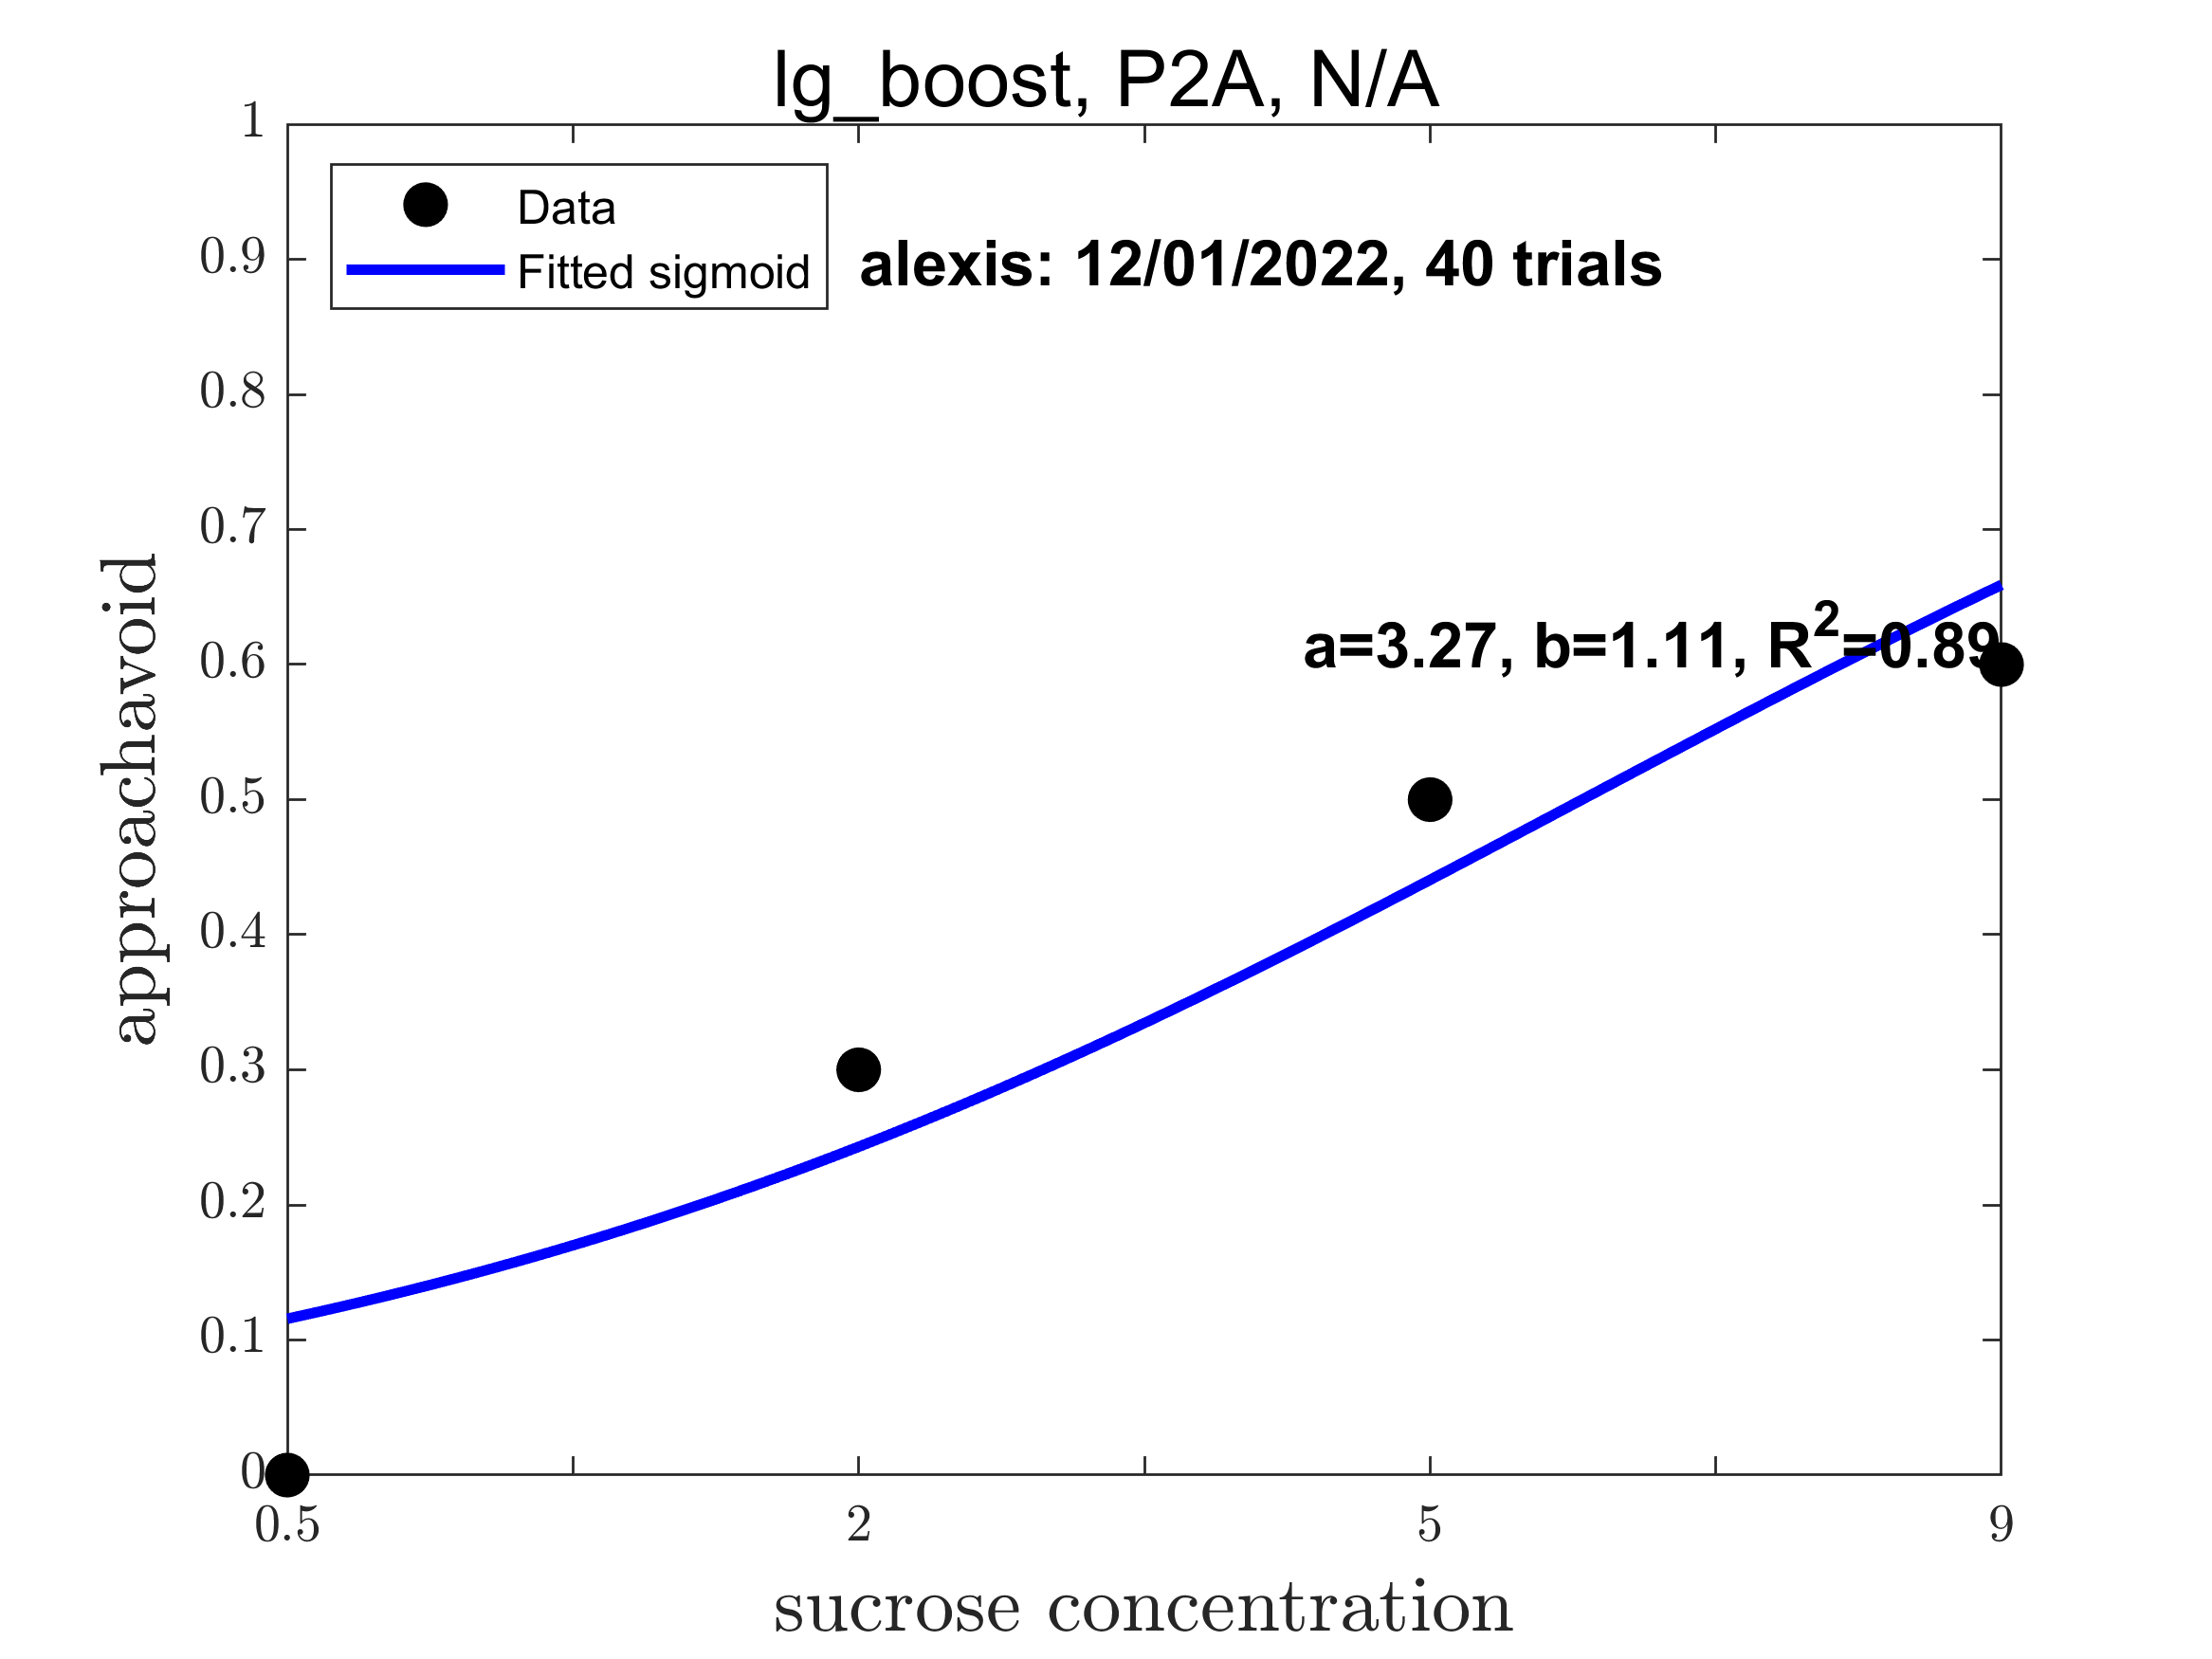 lg_boost, P2A, N/A
1
0.9
0.8
0.7
0.6
0.5
0.4
0.3
0.2
0.1
0
approachavoid
Data
Fitted sigmoid
alexis: 12/01/2022, 40 trials
a=3.27, b=1.11, R²=0.89
0.5 2 5 9
sucrose concentration